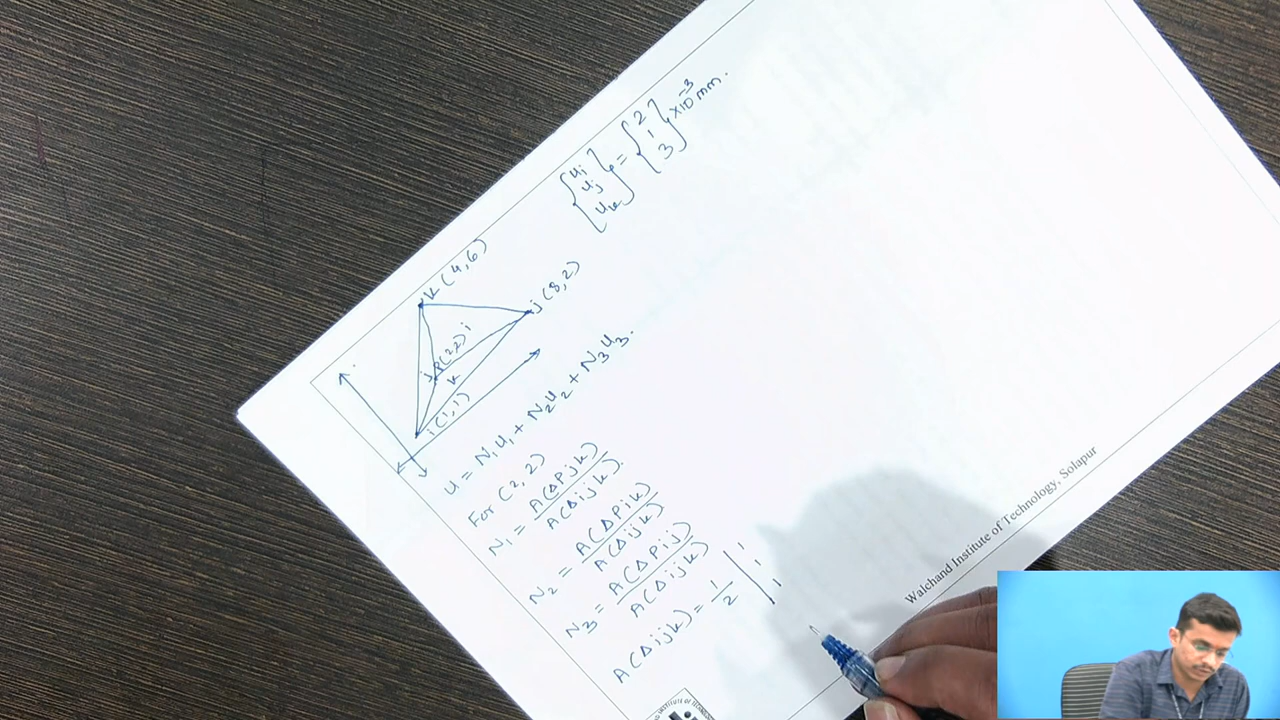 {ui uj uk} = {2 1 3} ×10⁻³ mm.
k(4,6)
j(8,2)
P(2,2) i
j
k
i(1,1)
u = N₁u₁ + N₂u₂ + N₃u₃.
For (2, 2)
N₁ = A(ΔPjk) / A(Δijk).
N₂ = A(ΔPik) / A(Δijk)
N₃ = A(ΔPij) / A(Δijk)
A(Δijk) = 1/2 | 1 1 1
Walchand Institute of Technology, Solapur